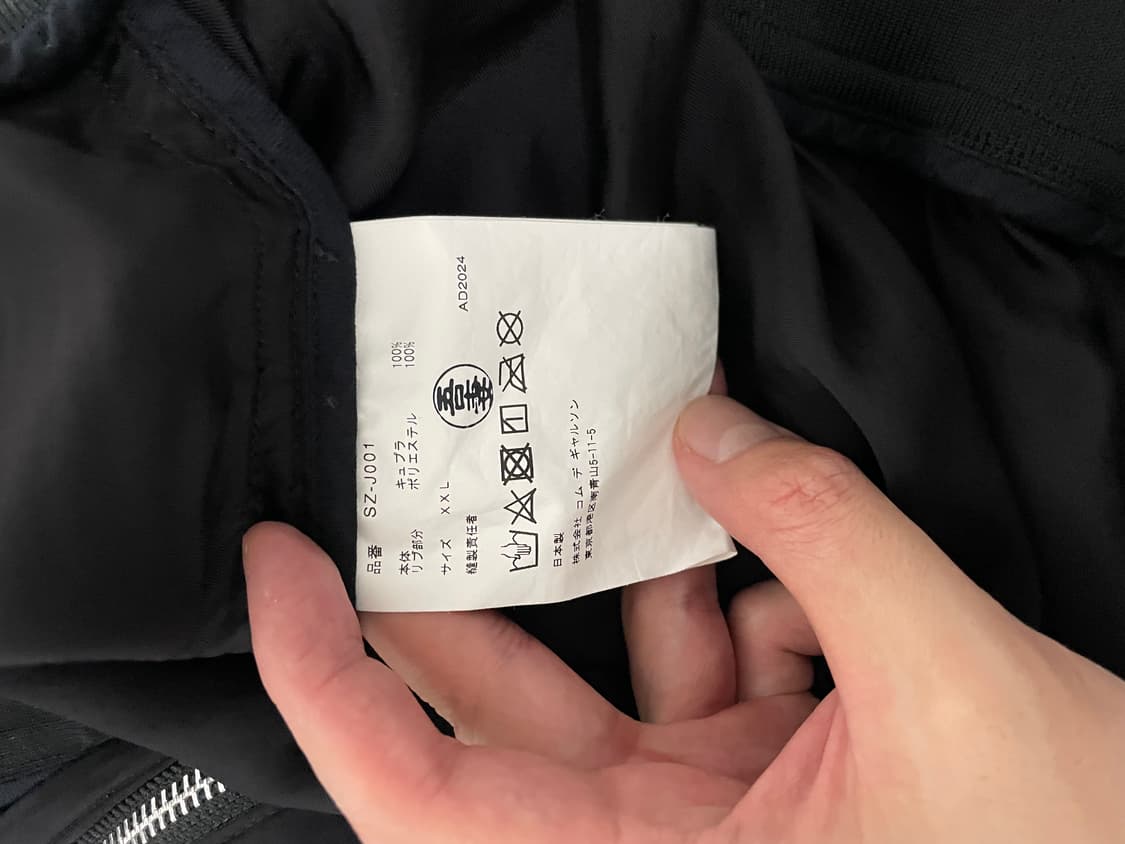 品番 SZ-J001
本体 キュプラ 100%
リブ部分 ポリエステル 100%
サイズ XXL
縫製責任者 吾妻 AD2024
日本製
株式会社 コム デ ギャルソン
東京都港区南青山5-11-5